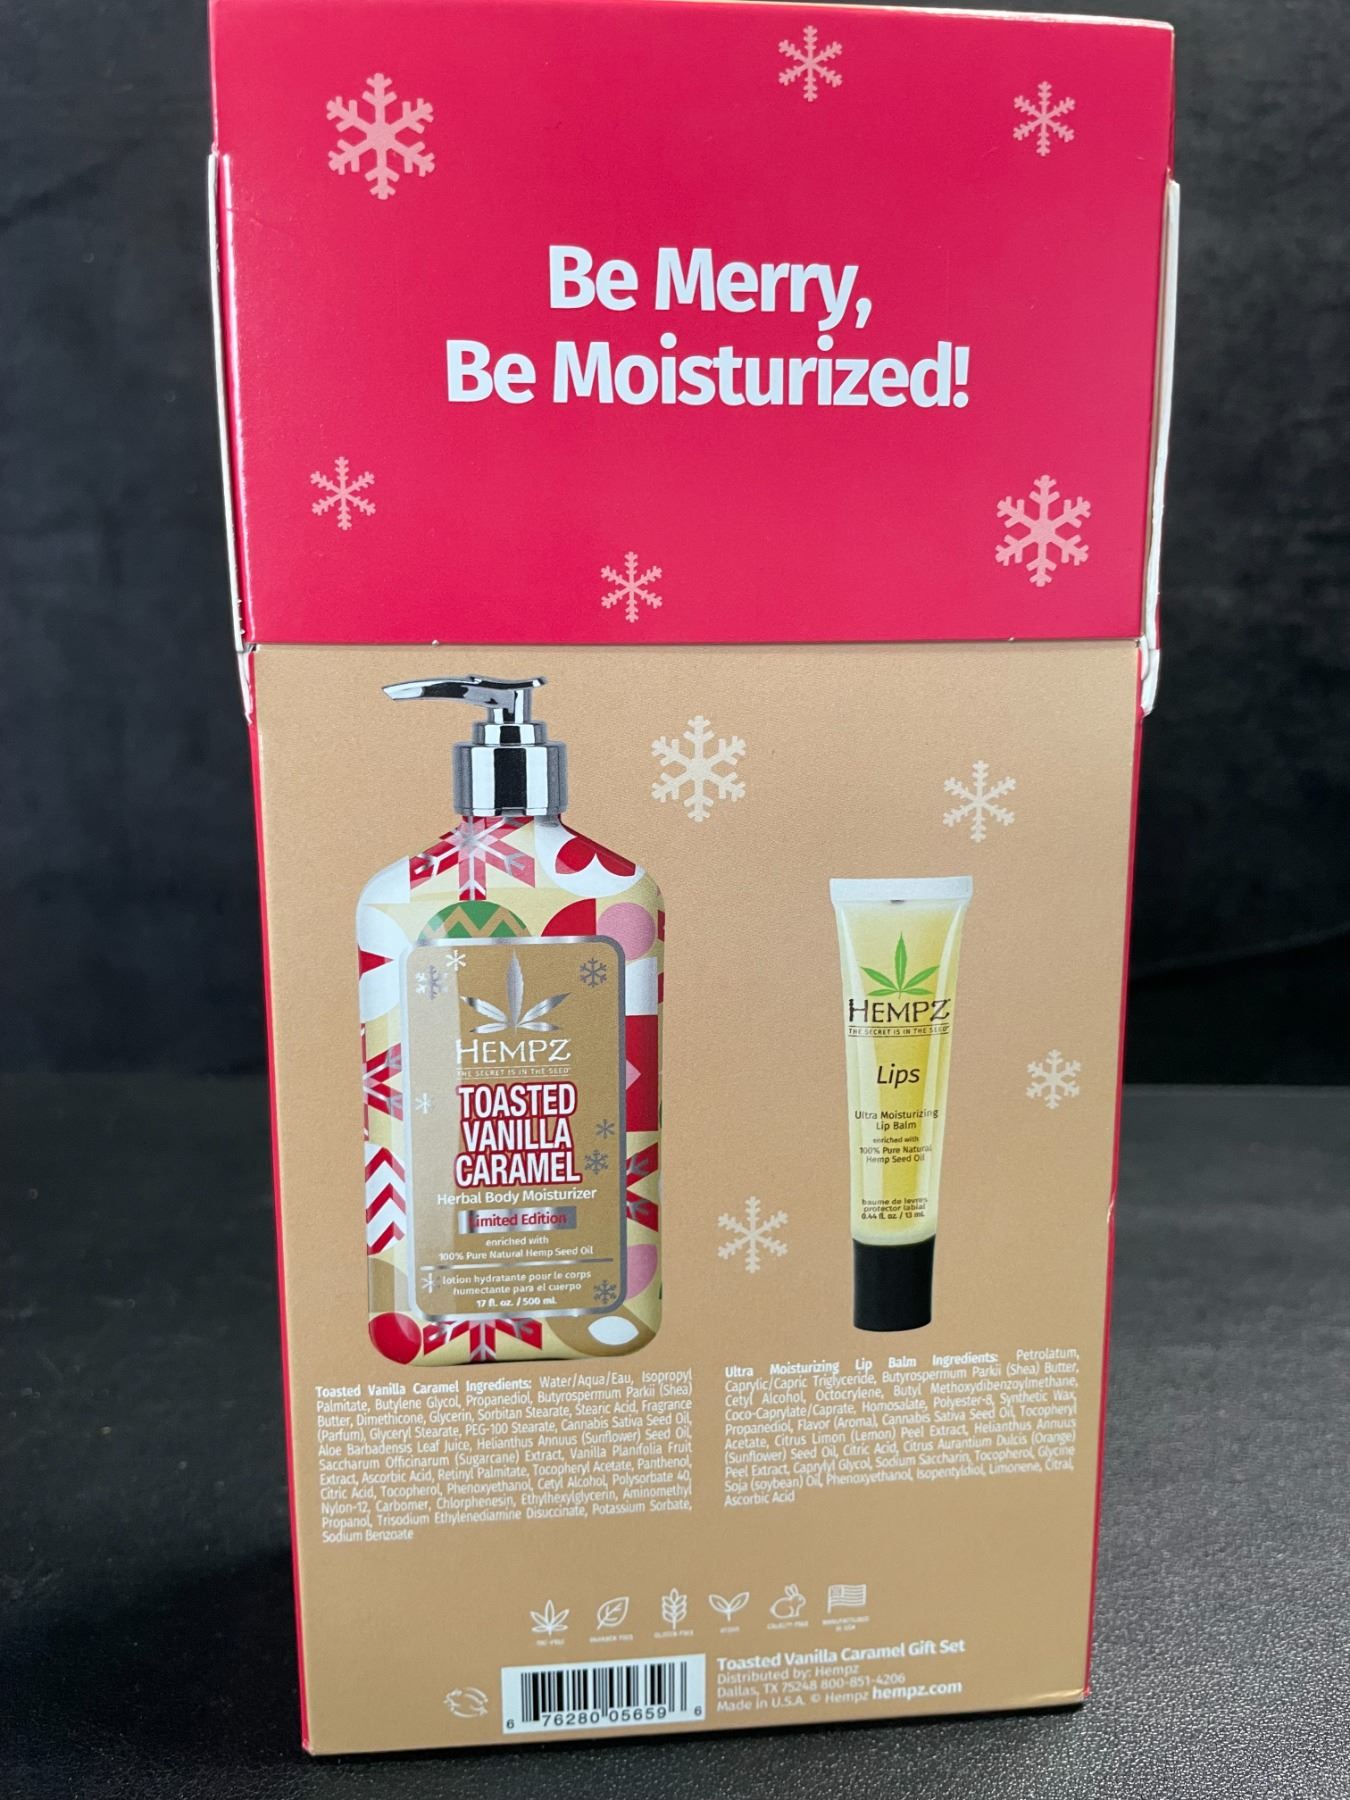 Be Merry,
Be Moisturized!
HEMPZ
THE SECRET IS IN THE SEED
TOASTED
VANILLA
CARAMEL
Herbal Body Moisturizer
Limited Edition
enriched with
100% Pure Natural Hemp Seed Oil
lotion hydratante pour le corps
humectante para el cuerpo
17 fl. oz. / 500 ml.
HEMPZ
THE SECRET IS IN THE SEED
Lips
Ultra Moisturizing
Lip Balm
enriched with
100% Pure Natural
Hemp Seed Oil
baume de levres
protector labial
0.44 fl. oz. / 13 ml.
Toasted Vanilla Caramel Ingredients: Water/Aqua/Eau, Isopropyl
Palmitate, Butylene Glycol, Propanediol, Butyrospermum Parkii (Shea)
Butter, Dimethicone, Glycerin, Sorbitan Stearate, Stearic Acid, Fragrance
(Parfum), Glyceryl Stearate, PEG-100 Stearate, Cannabis Sativa Seed Oil,
Aloe Barbadensis Leaf Juice, Helianthus Annuus (Sunflower) Seed Oil,
Saccharum Officinarum (Sugarcane) Extract, Vanilla Planifolia Fruit
Extract, Ascorbic Acid, Retinyl Palmitate, Tocopheryl Acetate, Panthenol,
Citric Acid, Tocopherol, Phenoxyethanol, Cetyl Alcohol, Polysorbate 40,
Nylon-12, Carbomer, Chlorphenesin, Ethylhexylglycerin, Aminomethyl
Propanol, Trisodium Ethylenediamine Disuccinate, Potassium Sorbate,
Sodium Benzoate
Ultra Moisturizing Lip Balm Ingredients: Petrolatum,
Caprylic/Capric Triglyceride, Butyrospermum Parkii (Shea) Butter,
Cetyl Alcohol, Octocrylene, Butyl Methoxydibenzoylmethane,
Coco-Caprylate/Caprate, Homosalate, Polyester-8, Synthetic Wax,
Propanediol, Flavor (Aroma), Cannabis Sativa Seed Oil, Tocopheryl
Acetate, Citrus Limon (Lemon) Peel Extract, Helianthus Annuus
(Sunflower) Seed Oil, Citric Acid, Citrus Aurantium Dulcis (Orange)
Peel Extract, Caprylyl Glycol, Sodium Saccharin, Tocopherol, Glycine
Soja (soybean) Oil, Phenoxyethanol, Isopentyldiol, Limonene, Citral,
Ascorbic Acid
THC-FREE
PARABEN FREE
GLUTEN FREE
VEGAN
CRUELTY FREE
MANUFACTURED
IN USA
Toasted Vanilla Caramel Gift Set
Distributed by: Hempz
Dallas, TX 75248 800-851-4206
Made in U.S.A. © Hempz hempz.com
6 76280 05659 6